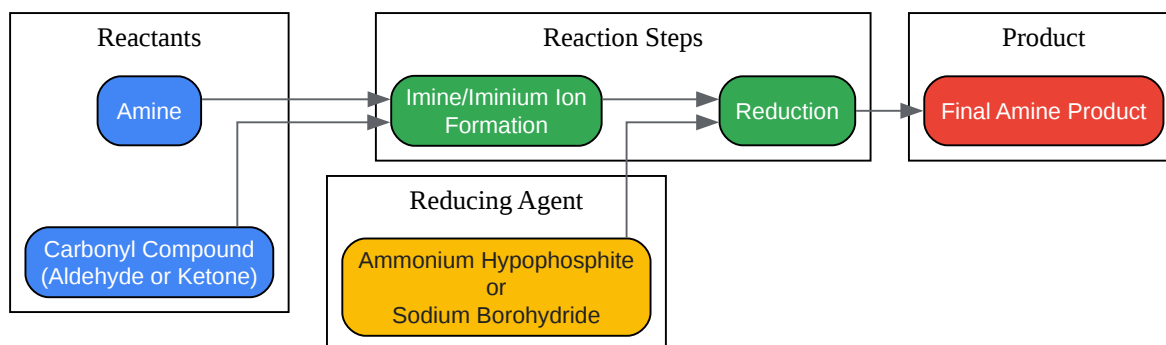 Reactants
Amine
Carbonyl Compound
(Aldehyde or Ketone)
Reaction Steps
Imine/Iminium Ion
Formation
Reduction
Reducing Agent
Ammonium Hypophosphite
or
Sodium Borohydride
Product
Final Amine Product